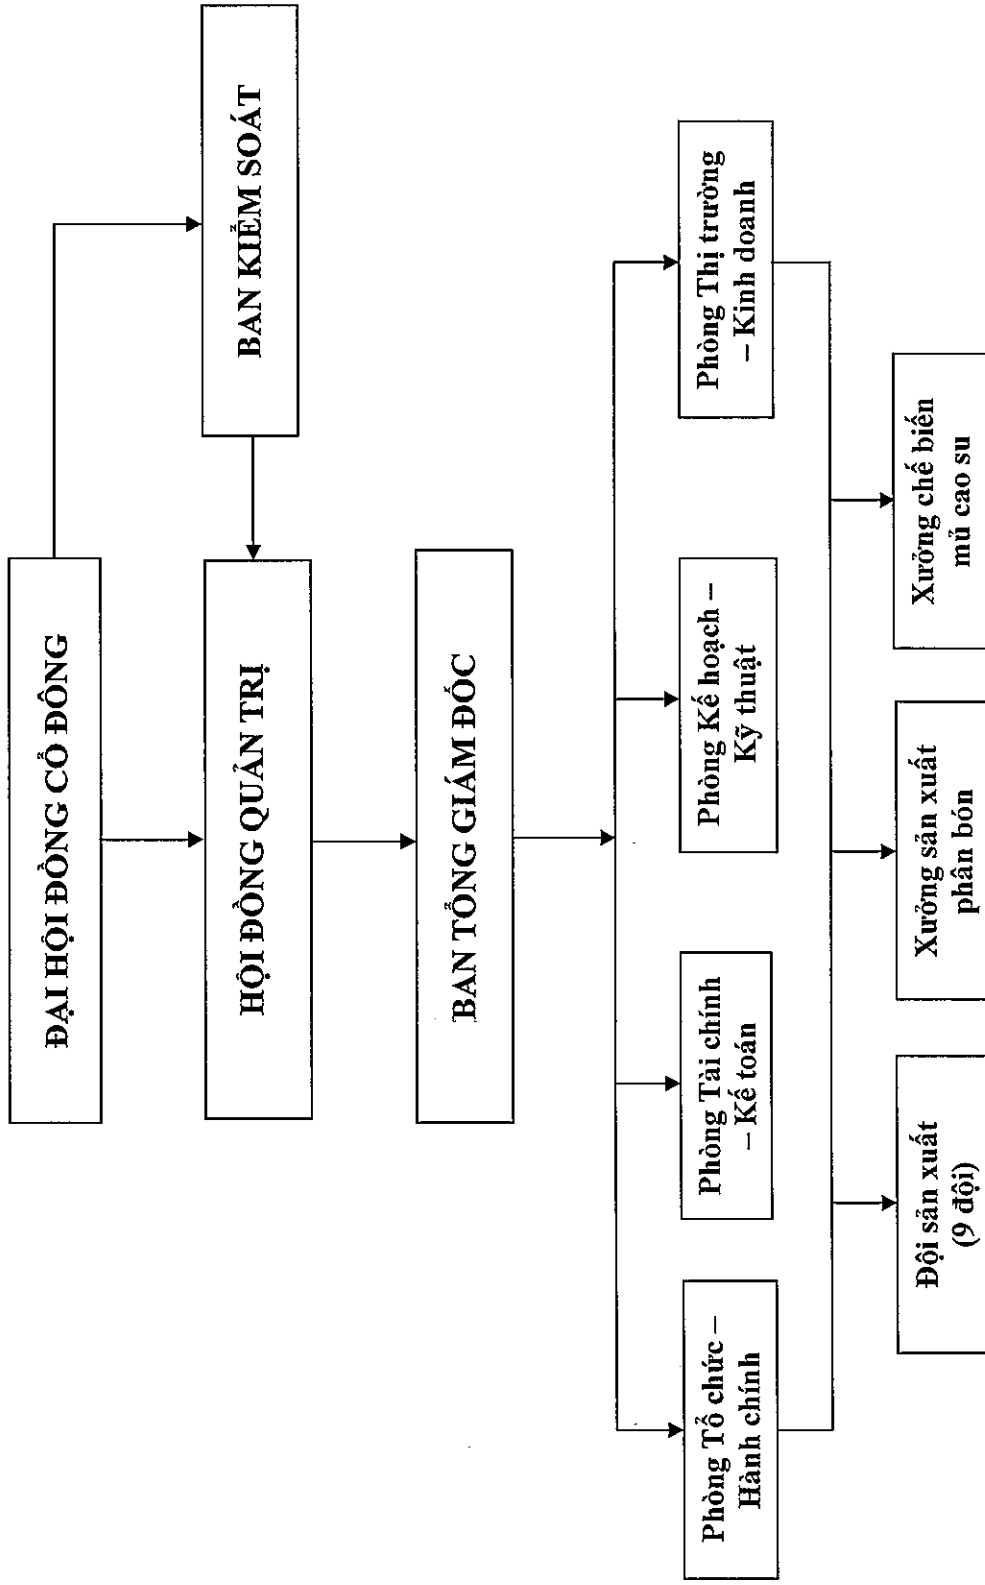 ĐẠI HỘI ĐỒNG CỔ ĐÔNG
BAN KIỂM SOÁT
HỘI ĐỒNG QUẢN TRỊ
BAN TỔNG GIÁM ĐỐC
Phòng Tổ chức –
Hành chính
Phòng Tài chính
– Kế toán
Phòng Kế hoạch –
Kỹ thuật
Phòng Thị trường
– Kinh doanh
Đội sản xuất
(9 đội)
Xưởng sản xuất
phân bón
Xưởng chế biến
mủ cao su